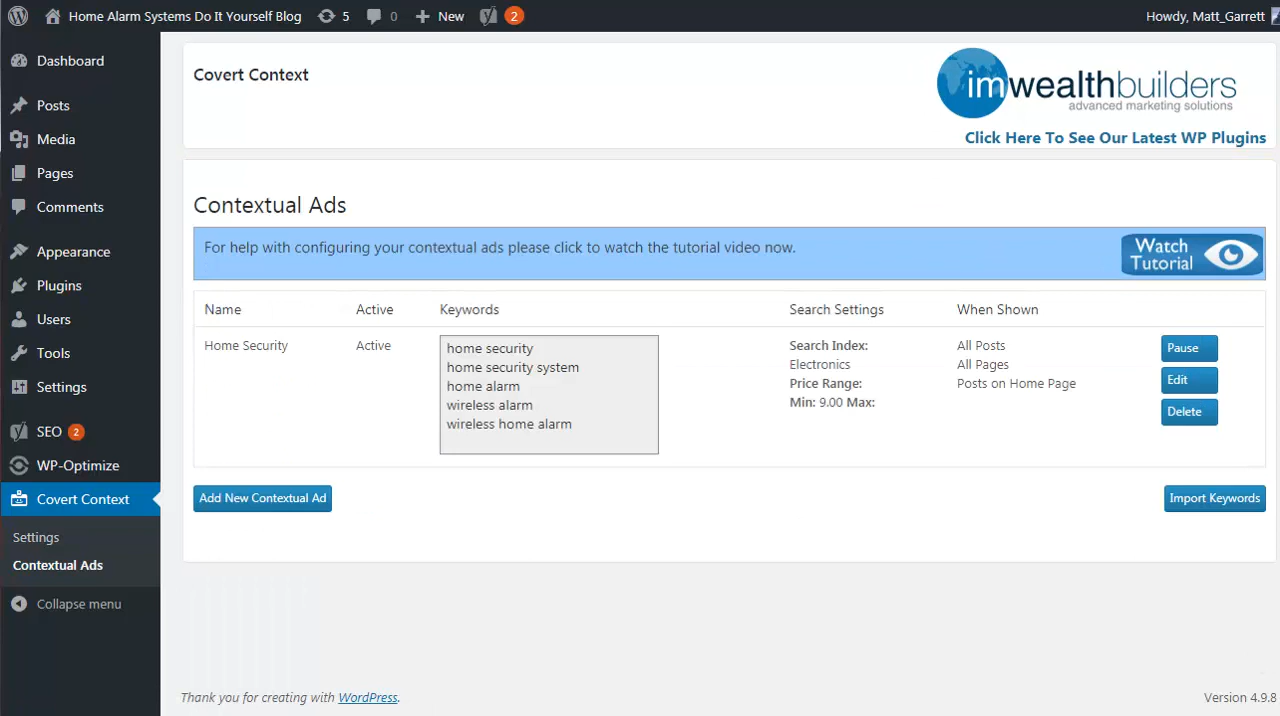 Home Alarm Systems Do It Yourself Blog 5 0 New 2 Howdy, Matt_Garrett
Dashboard
Posts
Media
Pages
Comments
Appearance
Plugins
Users
Tools
Settings
SEO 2
WP-Optimize
Covert Context
Settings
Contextual Ads
Collapse menu
Covert Context
imwealthbuilders
advanced marketing solutions
Click Here To See Our Latest WP Plugins
Contextual Ads
For help with configuring your contextual ads please click to watch the tutorial video now.
Watch
Tutorial
Name Active Keywords Search Settings When Shown
Home Security Active
home security
home security system
home alarm
wireless alarm
wireless home alarm
Search Index:
Electronics
Price Range:
Min: 9.00 Max:
All Posts
All Pages
Posts on Home Page
Pause
Edit
Delete
Add New Contextual Ad Import Keywords
Thank you for creating with WordPress. Version 4.9.8